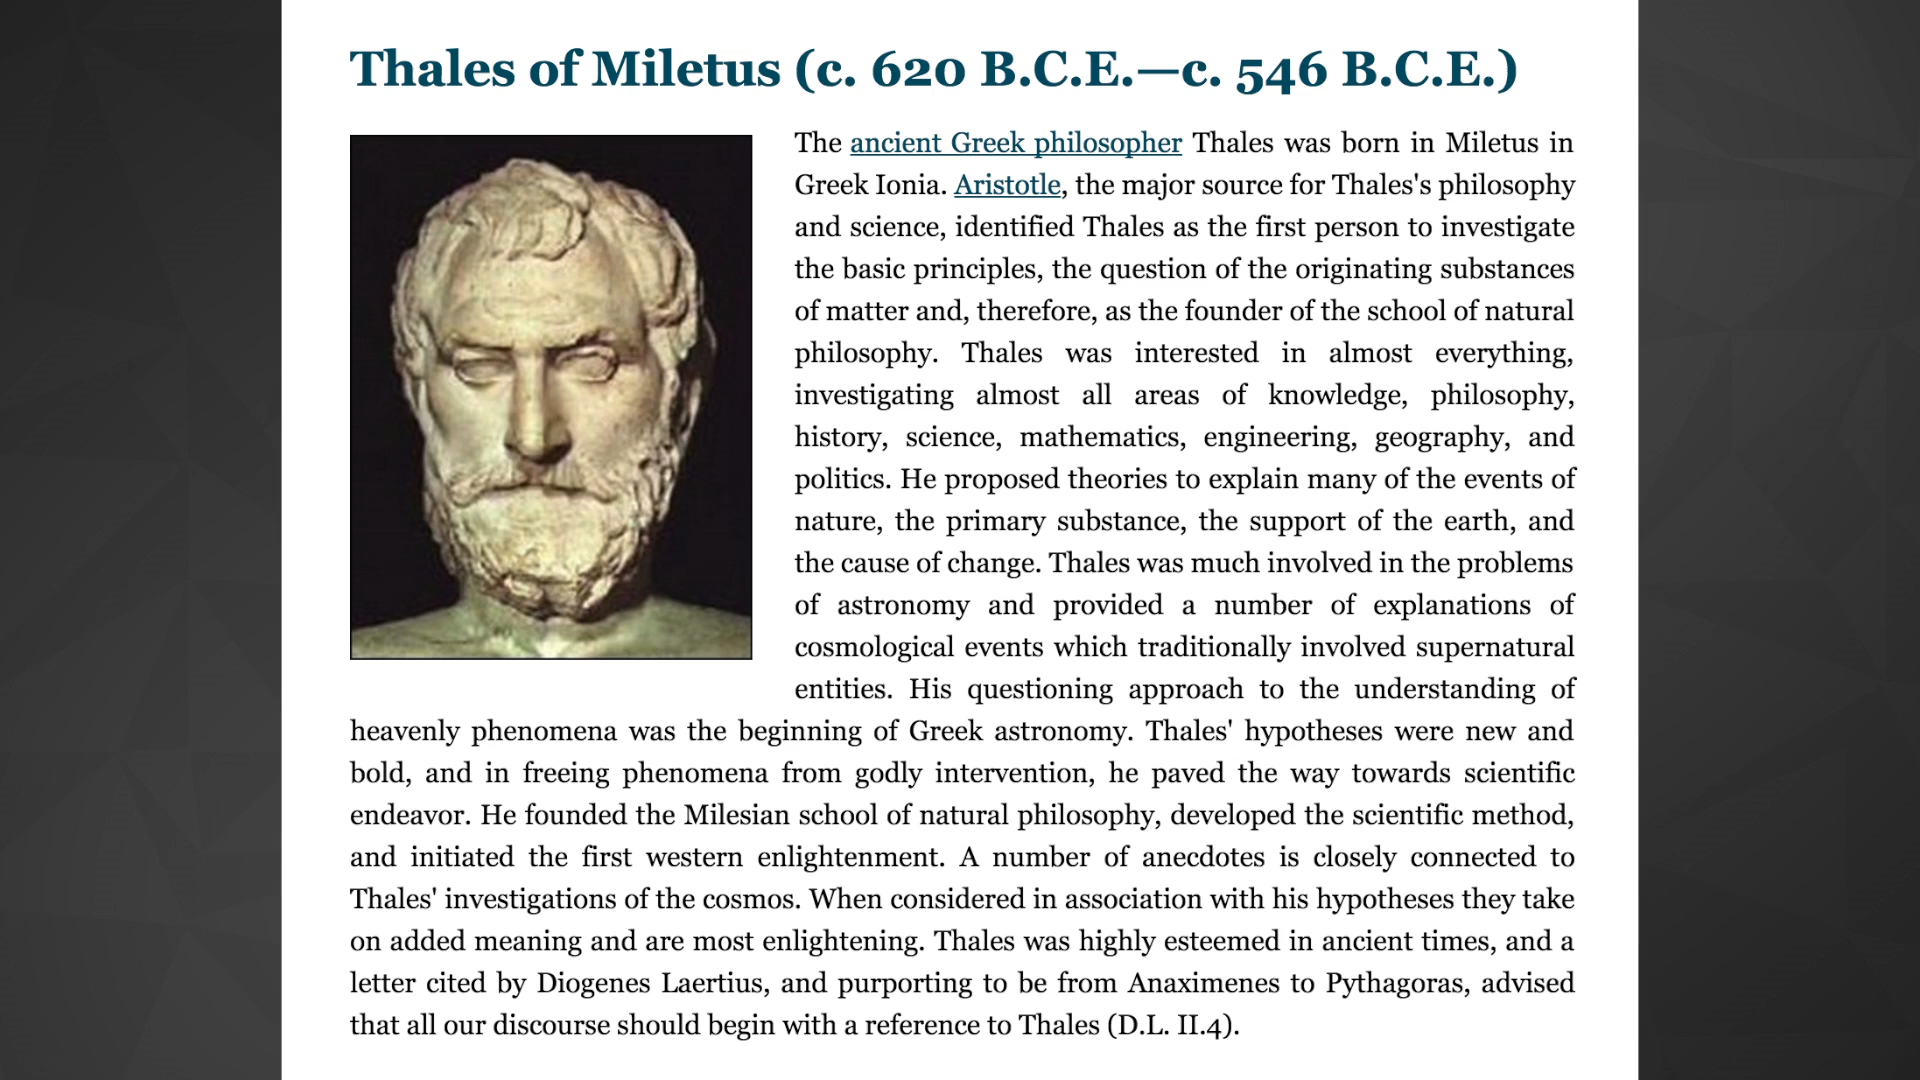 Thales of Miletus (c. 620 B.C.E.—c. 546 B.C.E.)
The ancient Greek philosopher Thales was born in Miletus in
Greek Ionia. Aristotle, the major source for Thales's philosophy
and science, identified Thales as the first person to investigate
the basic principles, the question of the originating substances
of matter and, therefore, as the founder of the school of natural
philosophy. Thales was interested in almost everything,
investigating almost all areas of knowledge, philosophy,
history, science, mathematics, engineering, geography, and
politics. He proposed theories to explain many of the events of
nature, the primary substance, the support of the earth, and
the cause of change. Thales was much involved in the problems
of astronomy and provided a number of explanations of
cosmological events which traditionally involved supernatural
entities. His questioning approach to the understanding of
heavenly phenomena was the beginning of Greek astronomy. Thales' hypotheses were new and
bold, and in freeing phenomena from godly intervention, he paved the way towards scientific
endeavor. He founded the Milesian school of natural philosophy, developed the scientific method,
and initiated the first western enlightenment. A number of anecdotes is closely connected to
Thales' investigations of the cosmos. When considered in association with his hypotheses they take
on added meaning and are most enlightening. Thales was highly esteemed in ancient times, and a
letter cited by Diogenes Laertius, and purporting to be from Anaximenes to Pythagoras, advised
that all our discourse should begin with a reference to Thales (D.L. II.4).